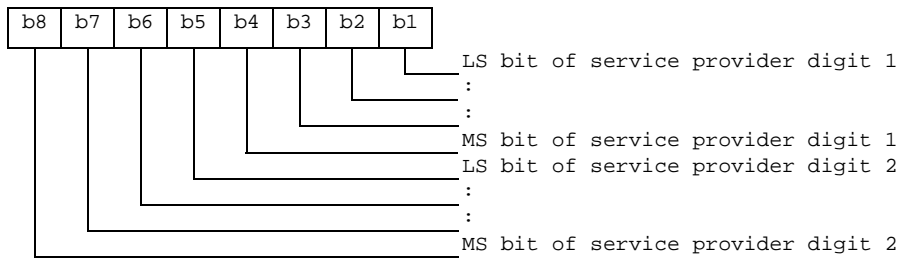 b8 b7 b6 b5 b4 b3 b2 b1
LS bit of service provider digit 1
:
:
MS bit of service provider digit 1
LS bit of service provider digit 2
:
:
MS bit of service provider digit 2